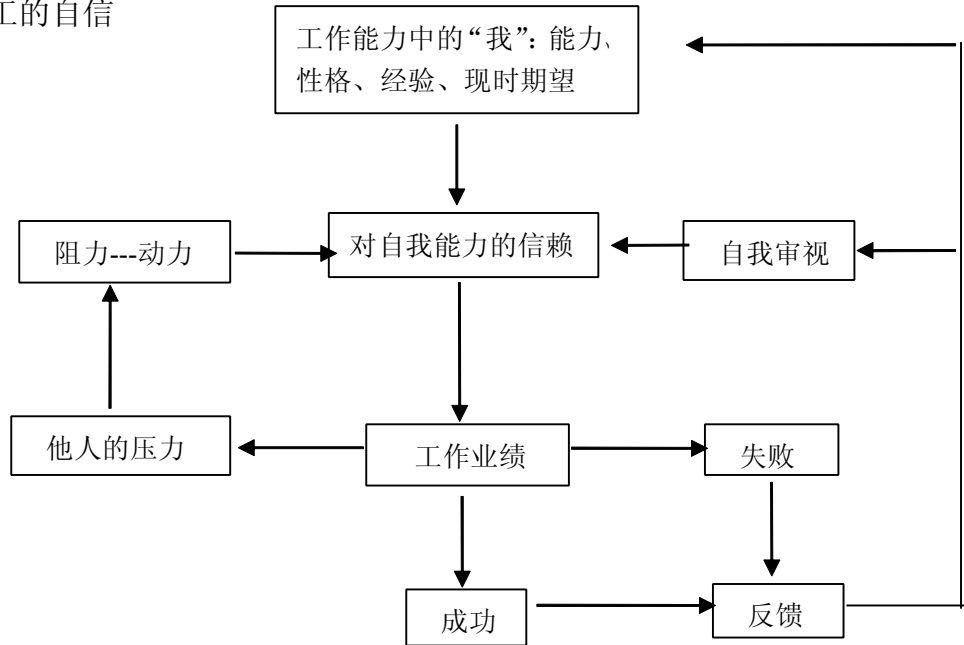 工的自信
工作能力中的“我”：能力、
性格、经验、现时期望
阻力---动力
对自我能力的信赖
自我审视
他人的压力
工作业绩
失败
成功
反馈